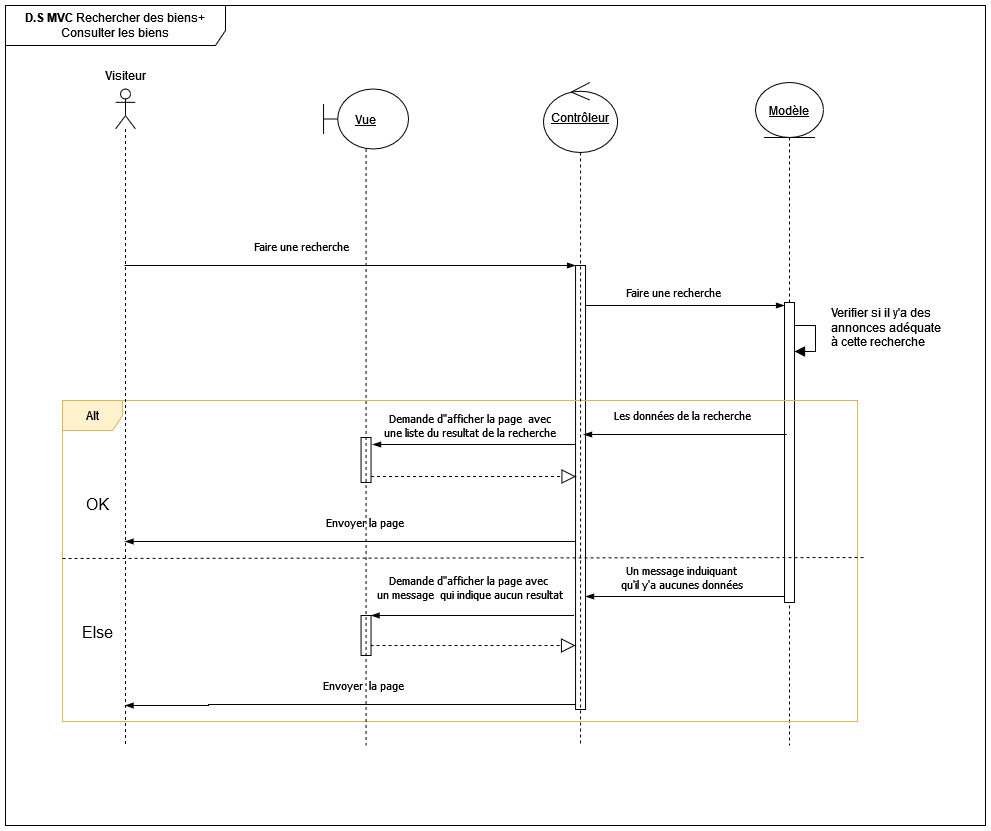 D.S MVC Rechercher des biens+
Consulter les biens
Visiteur
Vue
Contrôleur
Modèle
Faire une recherche
Faire une recherche
Verifier si il y'a des
annonces adéquate
à cette recherche
Alt
Les données de la recherche
Demande d"afficher la page avec
une liste du resultat de la recherche
OK
Envoyer la page
Un message induiquant
qu'il y'a aucunes données
Demande d"afficher la page avec
un message qui indique aucun resultat
Else
Envoyer la page